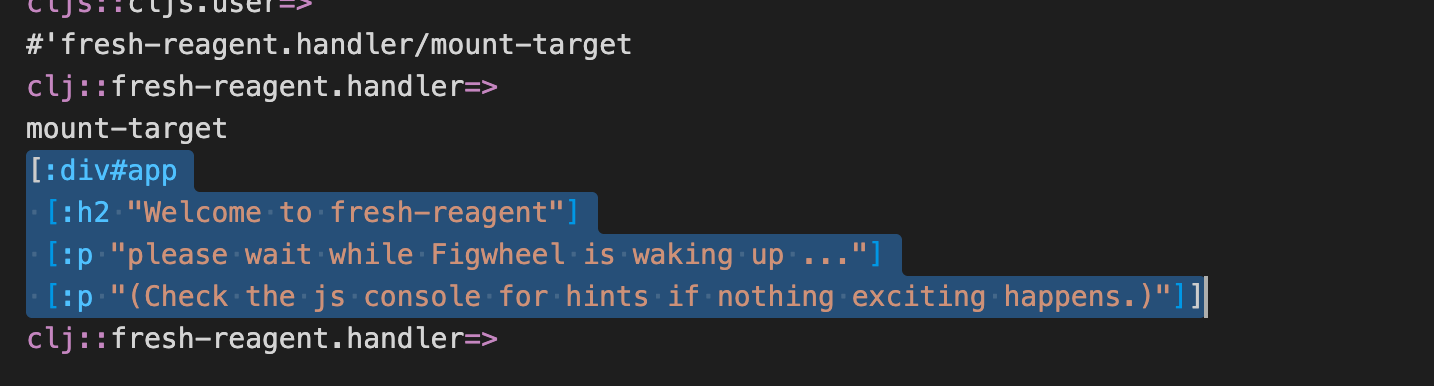 cljs::cljs.user=>
#'fresh-reagent.handler/mount-target
clj::fresh-reagent.handler=>
mount-target
[:div#app
 [:h2 "Welcome to fresh-reagent"]
 [:p "please wait while Figwheel is waking up ..."]
 [:p "(Check the js console for hints if nothing exciting happens.)"]]
clj::fresh-reagent.handler=>